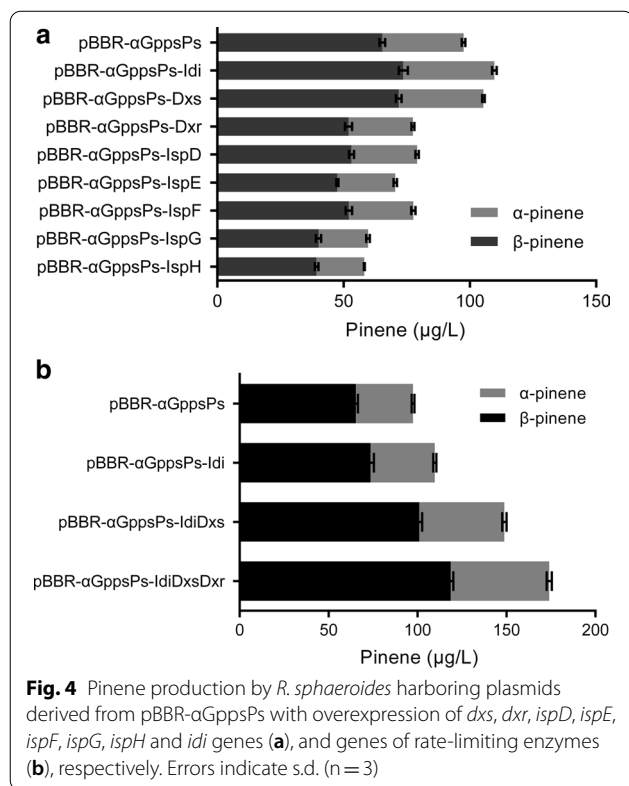 a
pBBR-αGppsPs
pBBR-αGppsPs-Idi
pBBR-αGppsPs-Dxs
pBBR-αGppsPs-Dxr
pBBR-αGppsPs-IspD
pBBR-αGppsPs-IspE
pBBR-αGppsPs-IspF
pBBR-αGppsPs-IspG
pBBR-αGppsPs-IspH
α-pinene
β-pinene
0 50 100 150
Pinene (μg/L)
b
pBBR-αGppsPs
pBBR-αGppsPs-Idi
pBBR-αGppsPs-IdiDxs
pBBR-αGppsPs-IdiDxsDxr
α-pinene
β-pinene
0 50 100 150 200
Pinene (μg/L)
Fig. 4 Pinene production by R. sphaeroides harboring plasmids
derived from pBBR-αGppsPs with overexpression of dxs, dxr, ispD, ispE,
ispF, ispG, ispH and idi genes (a), and genes of rate-limiting enzymes
(b), respectively. Errors indicate s.d. (n = 3)